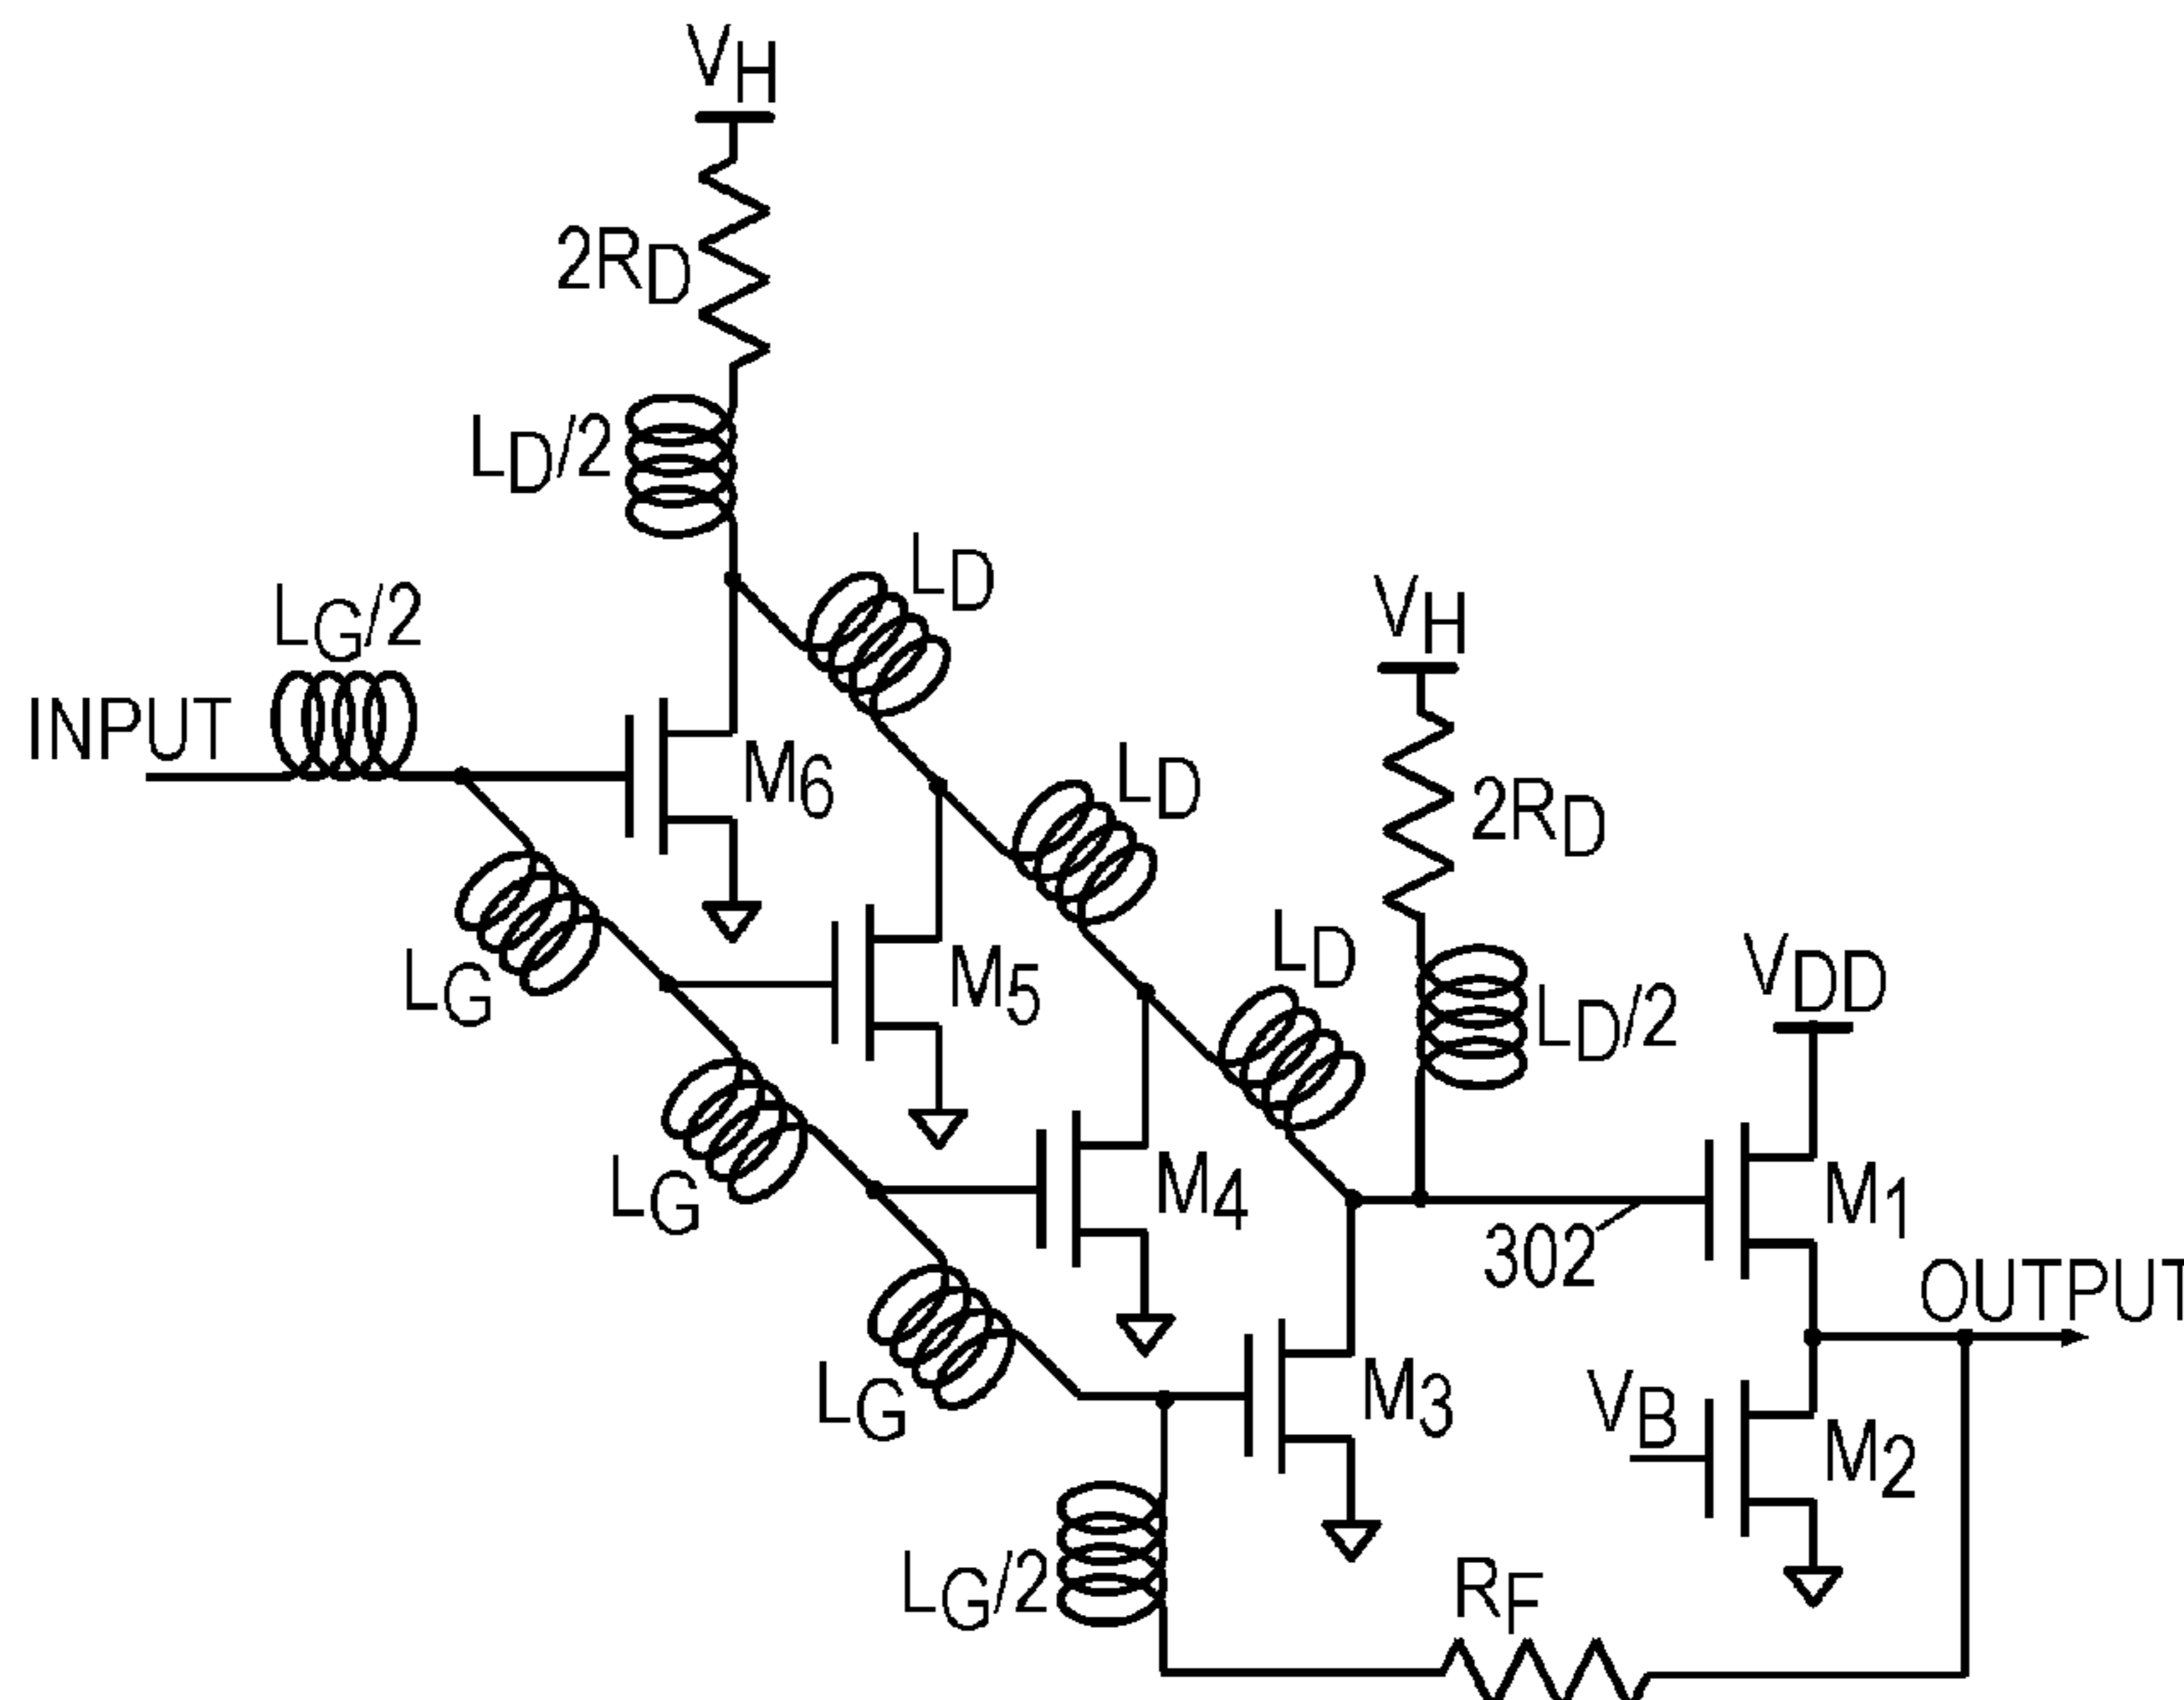 VH
2RD
LD/2
LD
LG/2
VH
INPUT
M6
LD
2RD
LG
M5
LD
VDD
LD/2
LG
M4
M1
302
OUTPUT
LG
M3
VB
M2
LG/2
RF